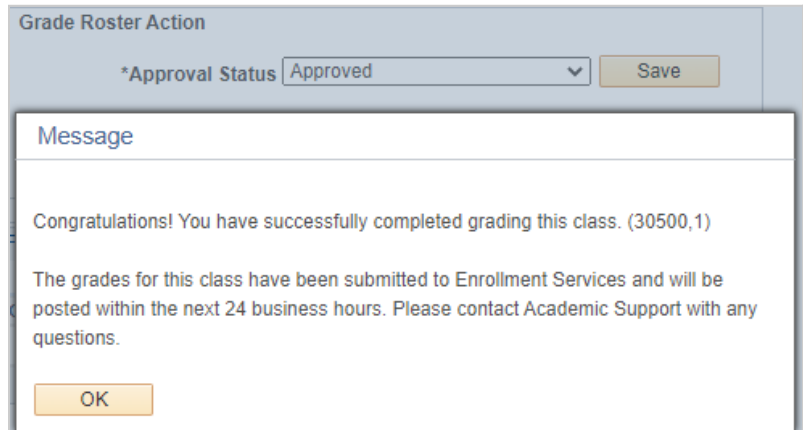 Grade Roster Action
*Approval Status Approved Save
Message
Congratulations! You have successfully completed grading this class. (30500,1)
The grades for this class have been submitted to Enrollment Services and will be
posted within the next 24 business hours. Please contact Academic Support with any
questions.
OK